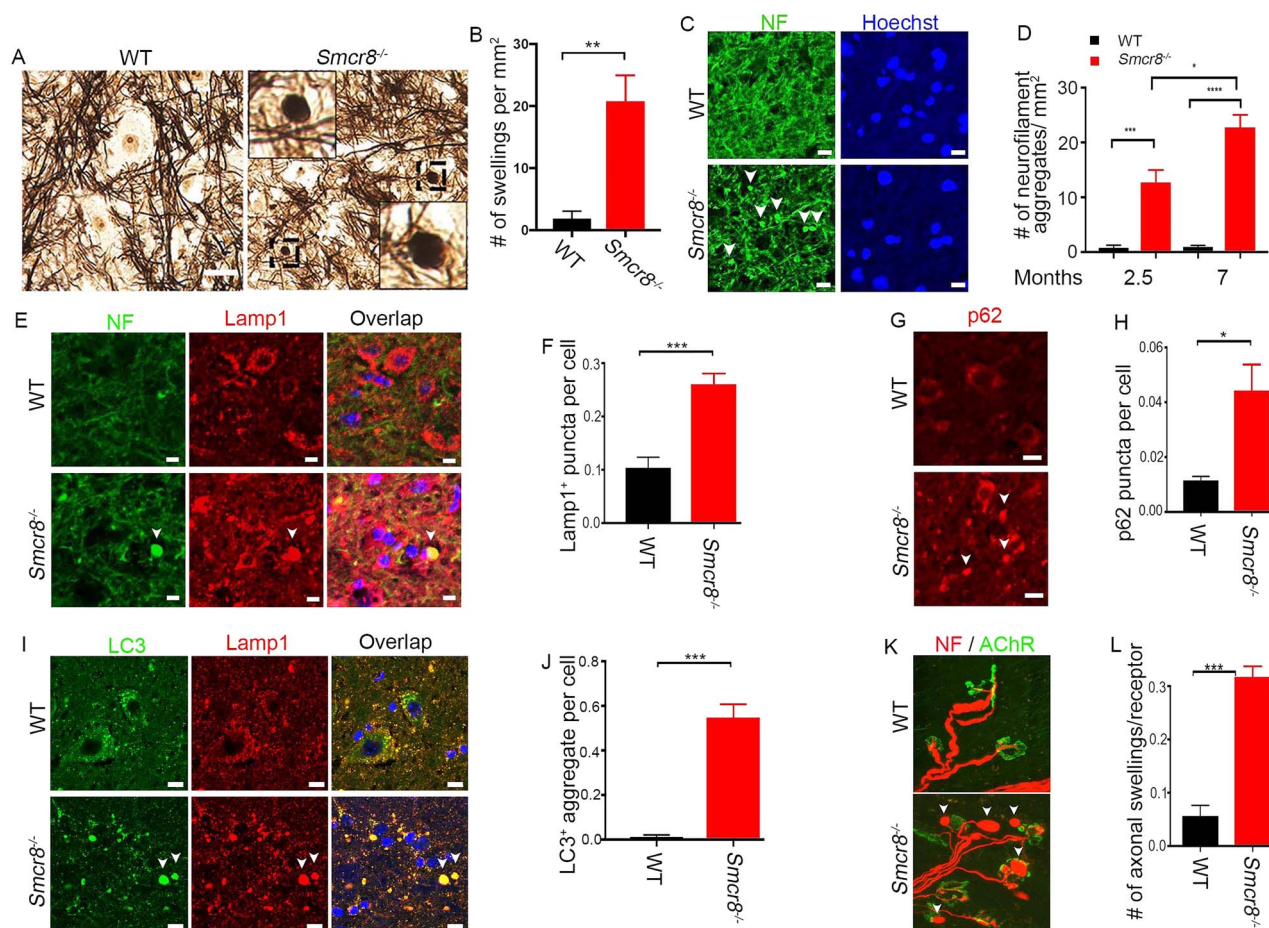 A
WT
Smcr8-/-
B
# of swellings per mm²
30
20
10
0
**
WT
Smcr8-/-
C
NF
Hoechst
WT
Smcr8-/-
D
WT
Smcr8-/-
# of neurofilament
aggregates/ mm²
30
20
10
0
***
*
****
Months
2.5
7
E
NF
Lamp1
Overlap
WT
Smcr8-/-
F
Lamp1⁺ puncta per cell
0.3
0.2
0.1
0.0
***
WT
Smcr8-/-
G
p62
WT
Smcr8-/-
H
p62 puncta per cell
0.06
0.04
0.02
0.00
*
WT
Smcr8-/-
I
LC3
Lamp1
Overlap
WT
Smcr8-/-
J
LC3⁺ aggregate per cell
0.8
0.6
0.4
0.2
0.0
***
WT
Smcr8-/-
K
NF / AChR
WT
Smcr8-/-
L
# of axonal swellings/receptor
0.3
0.2
0.1
0.0
***
WT
Smcr8-/-